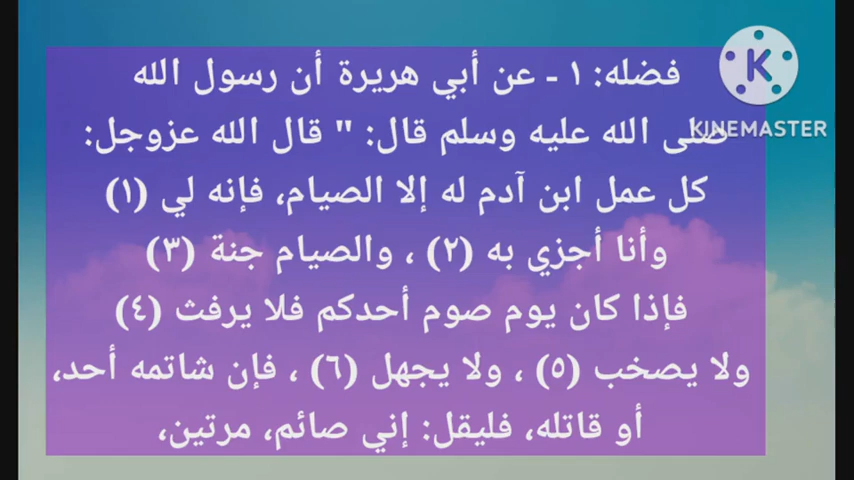 فضله: ١ - عن أبي هريرة أن رسول الله
صلى الله عليه وسلم قال: " قال الله عزوجل:
كل عمل ابن آدم له إلا الصيام، فإنه لي (١)
وأنا أجزي به (٢) ، والصيام جنة (٣)
فإذا كان يوم صوم أحدكم فلا يرفث (٤)
ولا يصخب (٥) ، ولا يجهل (٦) ، فإن شاتمه أحد،
أو قاتله، فليقل: إني صائم، مرتين،
K
KINEMASTER